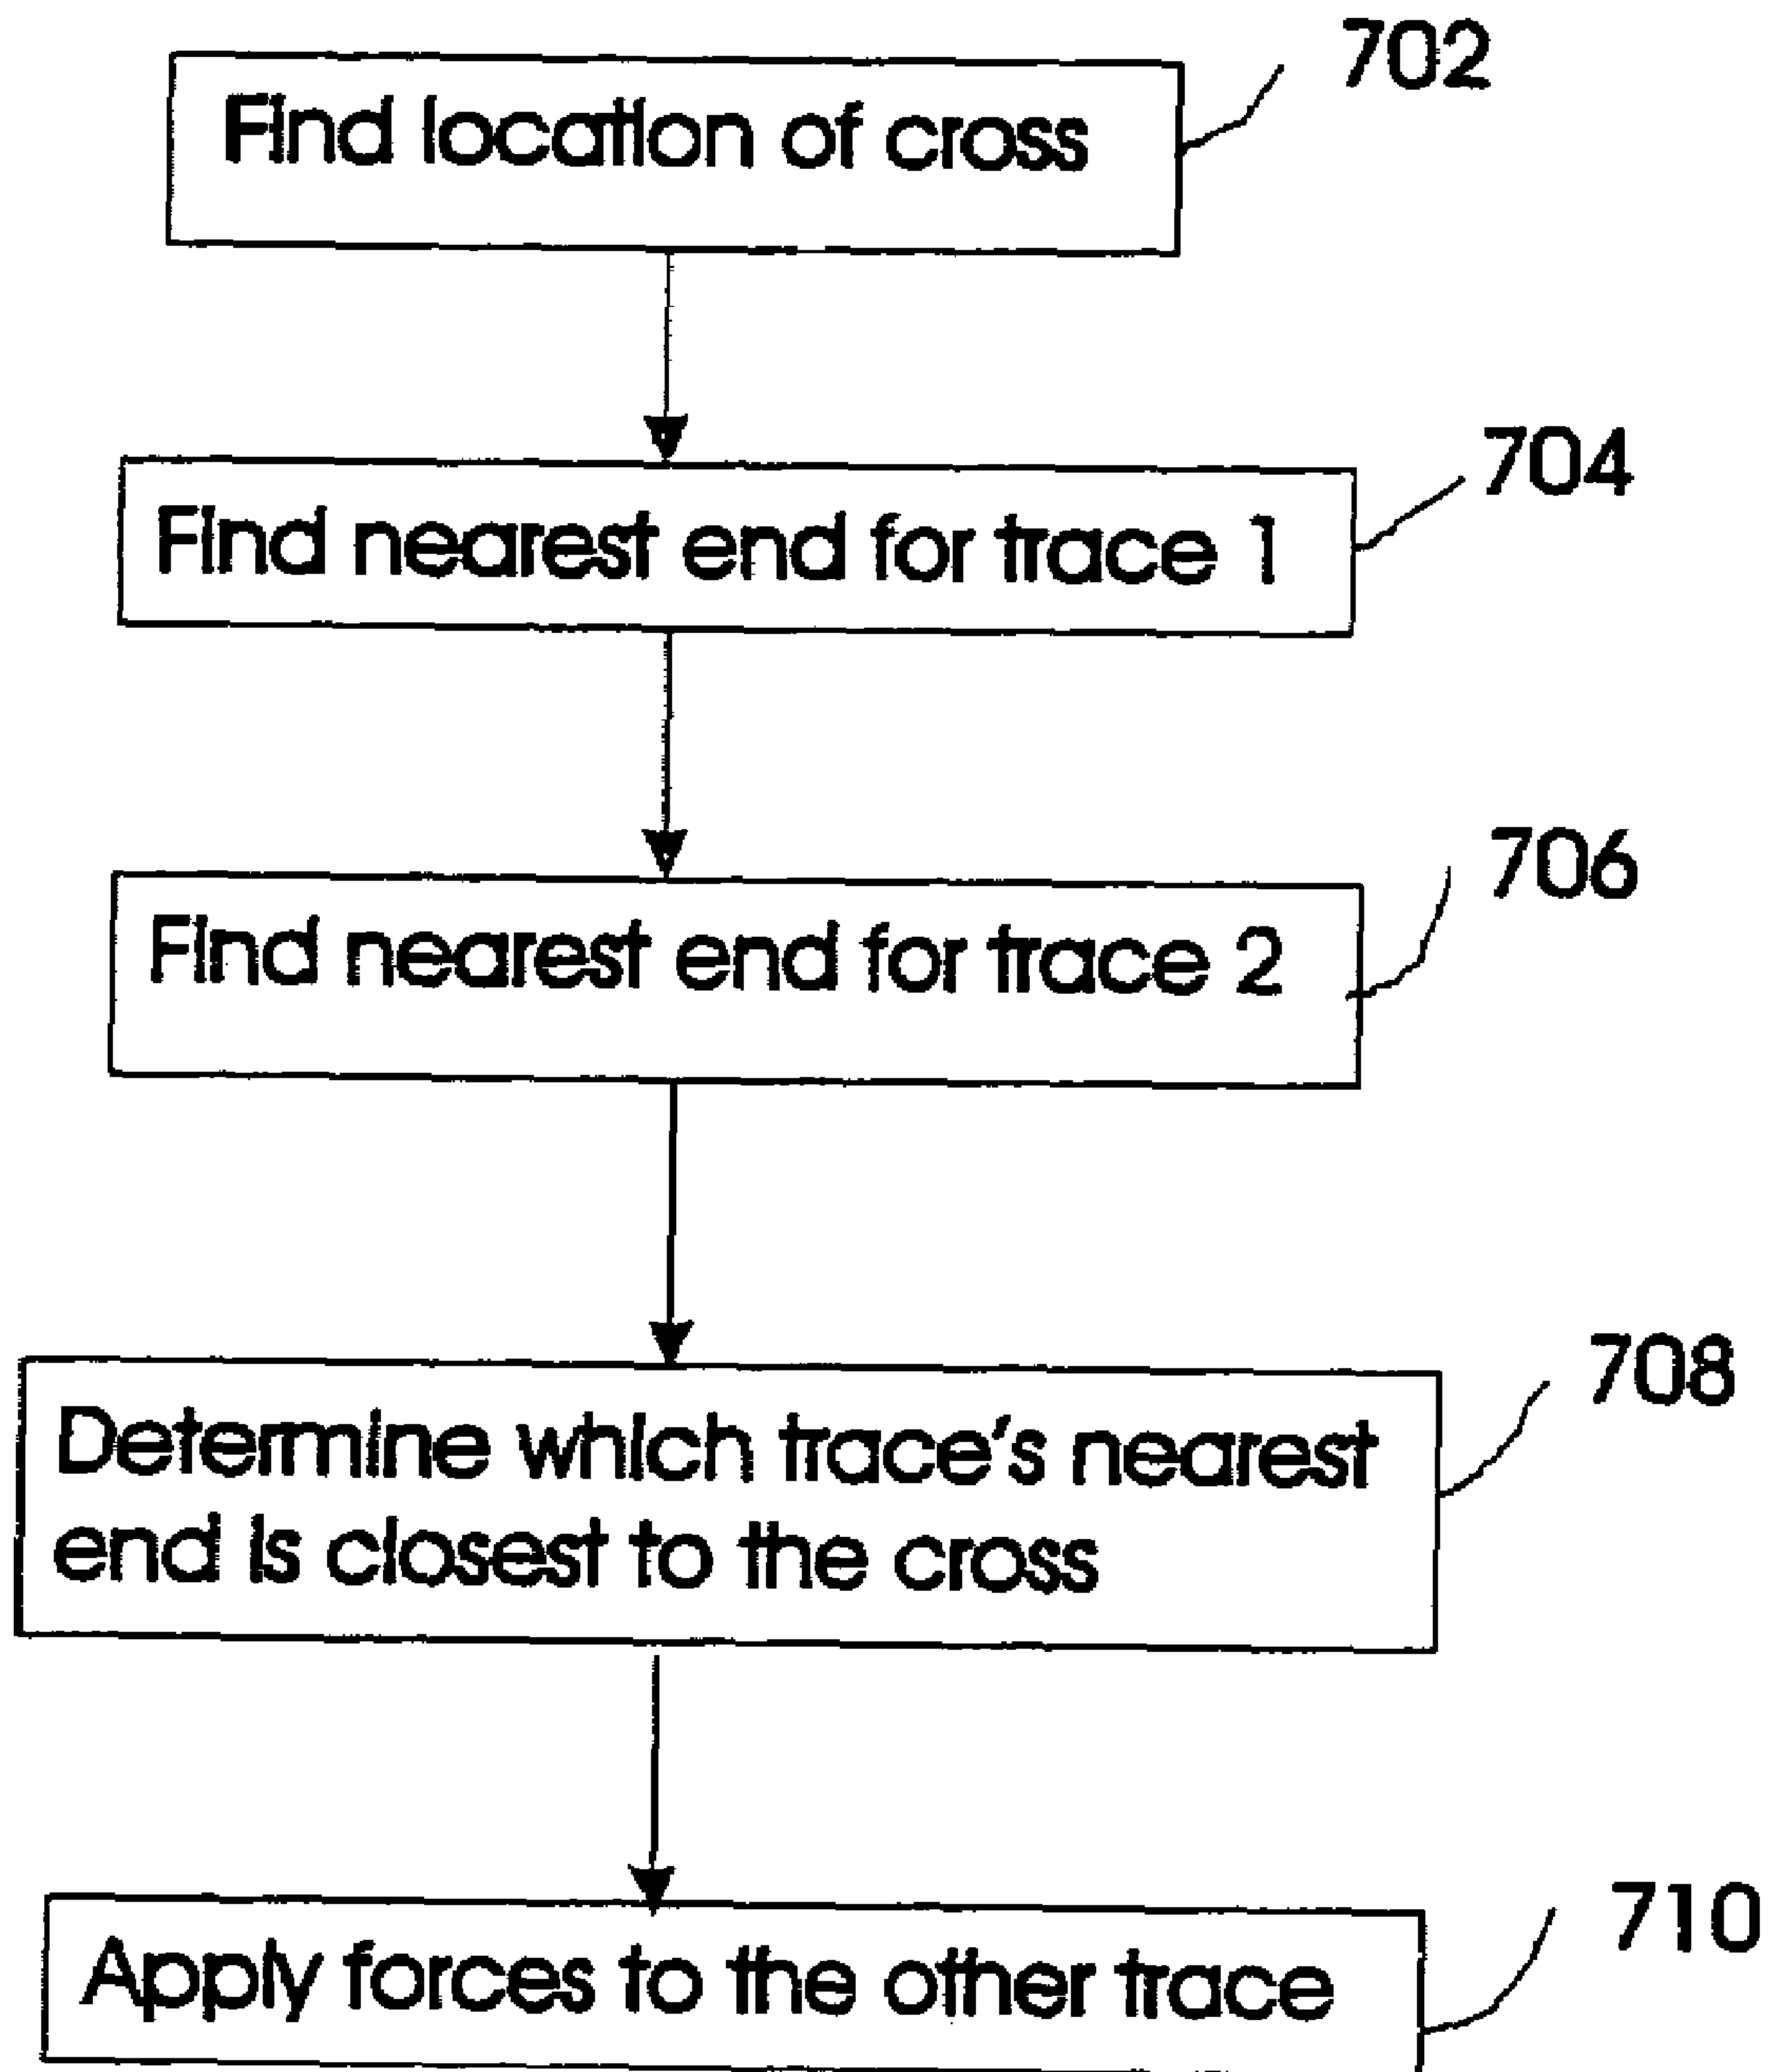 702
Find location of cross
704
Find nearest end for trace 1
706
Find nearest end for trace 2
708
Determine which trace's nearest
end is closest to the cross
710
Apply forces to the other trace